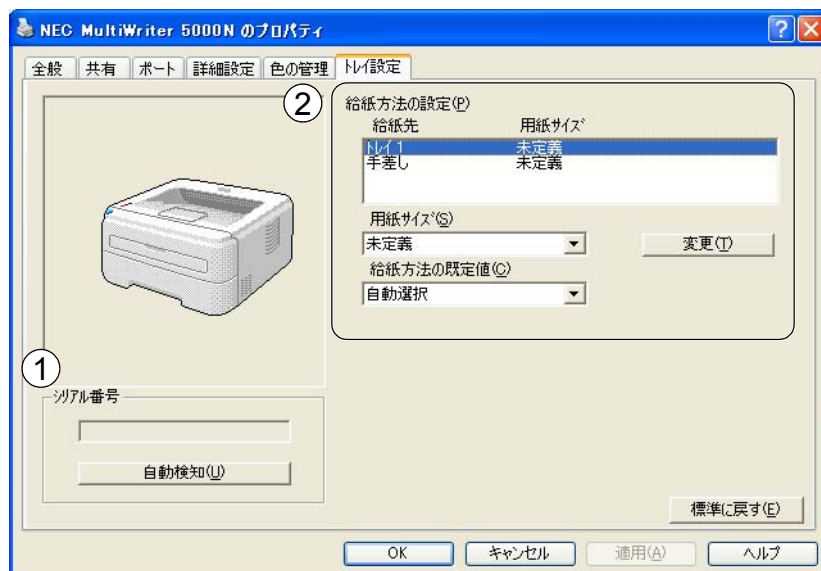 NEC MultiWriter 5000N のプロパティ
全般 共有 ポート 詳細設定 色の管理 トレイ設定
②
給紙方法の設定(P)
給紙先 用紙サイズ
トレイ1 未定義
手差し 未定義
用紙サイズ(S)
未定義 変更(T)
給紙方法の既定値(C)
自動選択
①
シリアル番号
自動検知(U)
標準に戻す(E)
OK キャンセル 適用(A) ヘルプ